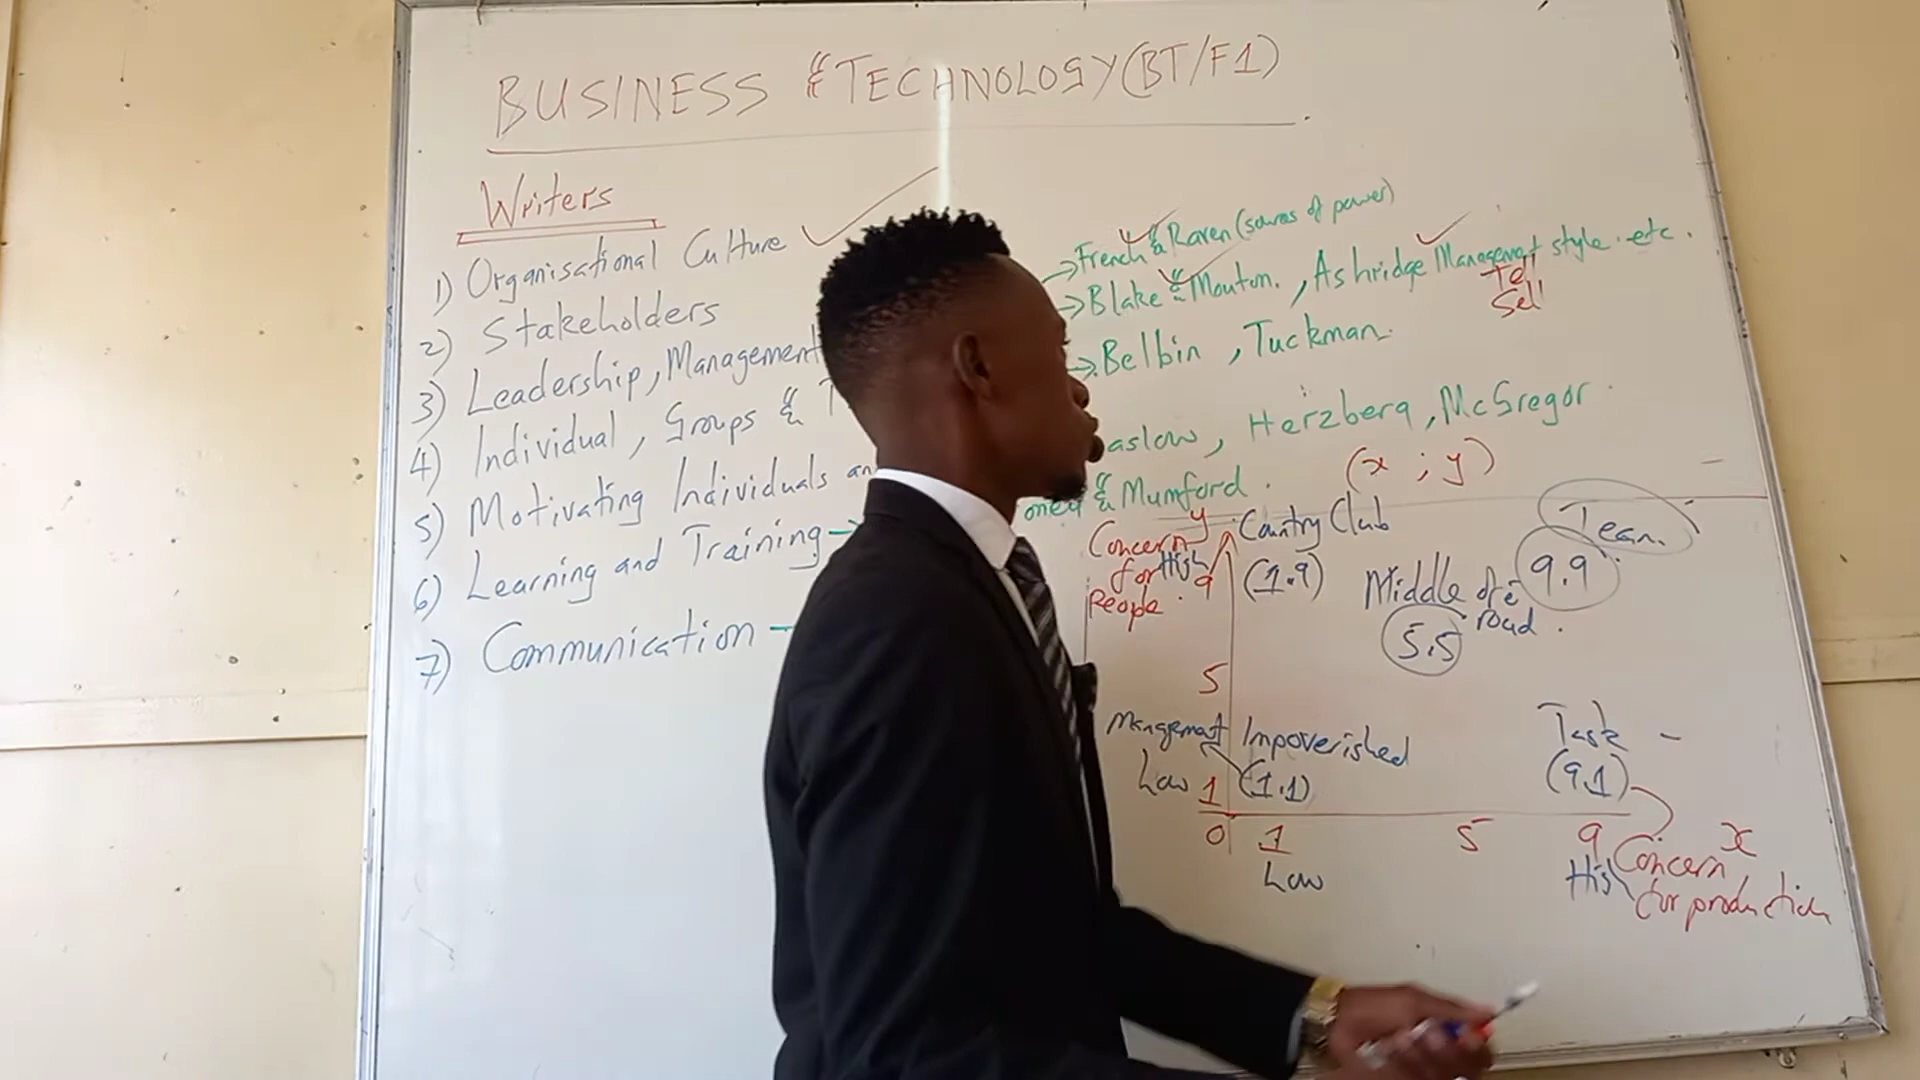 BUSINESS & TECHNOLOGY (BT/F1)
Writers
1) Organisational Culture
2) Stakeholders
3) Leadership, Management
4) Individual, Groups &
5) Motivating Individuals
6) Learning and Training
7) Communication
French & Raven (sources of power)
Blake & Mouton. , Ashridge Management style. etc.
Tell
Sell
Belbin , Tuckman.
aslow , Herzberg , McGregor
& Mumford .
(x ; y)
y
Concern
for
People .
High
9
Country Club
(1.9)
Team.
9.9
Middle of
road .
5.5
5
Management Impoverished
Low 1 (1.1)
Task -
(9.1)
0 1 5 9
Low
High
x
Concern
for production